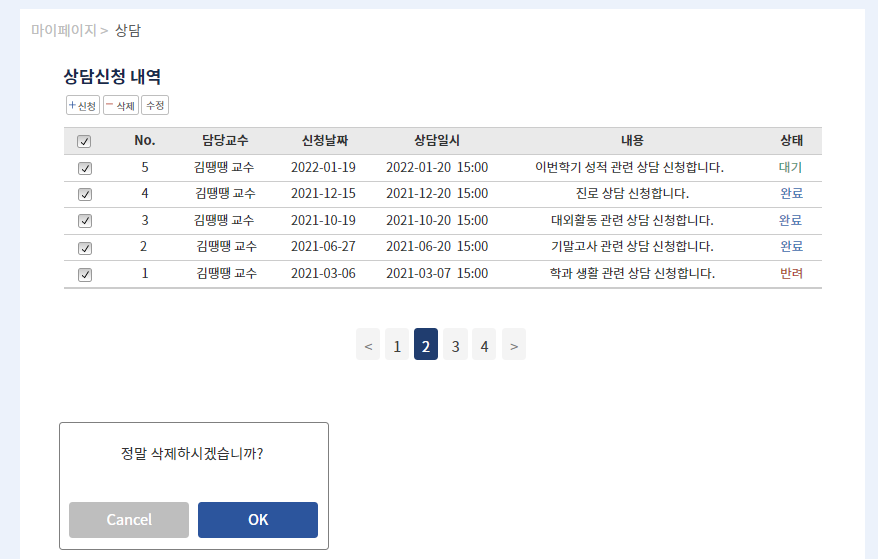 마이페이지 > 상담
상담신청 내역
+ 신청 − 삭제 수정
No. 담당교수 신청날짜 상담일시 내용 상태
5 김땡땡 교수 2022-01-19 2022-01-20 15:00 이번학기 성적 관련 상담 신청합니다. 대기
4 김땡땡 교수 2021-12-15 2021-12-20 15:00 진로 상담 신청합니다. 완료
3 김땡땡 교수 2021-10-19 2021-10-20 15:00 대외활동 관련 상담 신청합니다. 완료
2 김땡땡 교수 2021-06-27 2021-06-20 15:00 기말고사 관련 상담 신청합니다. 완료
1 김땡땡 교수 2021-03-06 2021-03-07 15:00 학과 생활 관련 상담 신청합니다. 반려
< 1 2 3 4 >
정말 삭제하시겠습니까?
Cancel OK